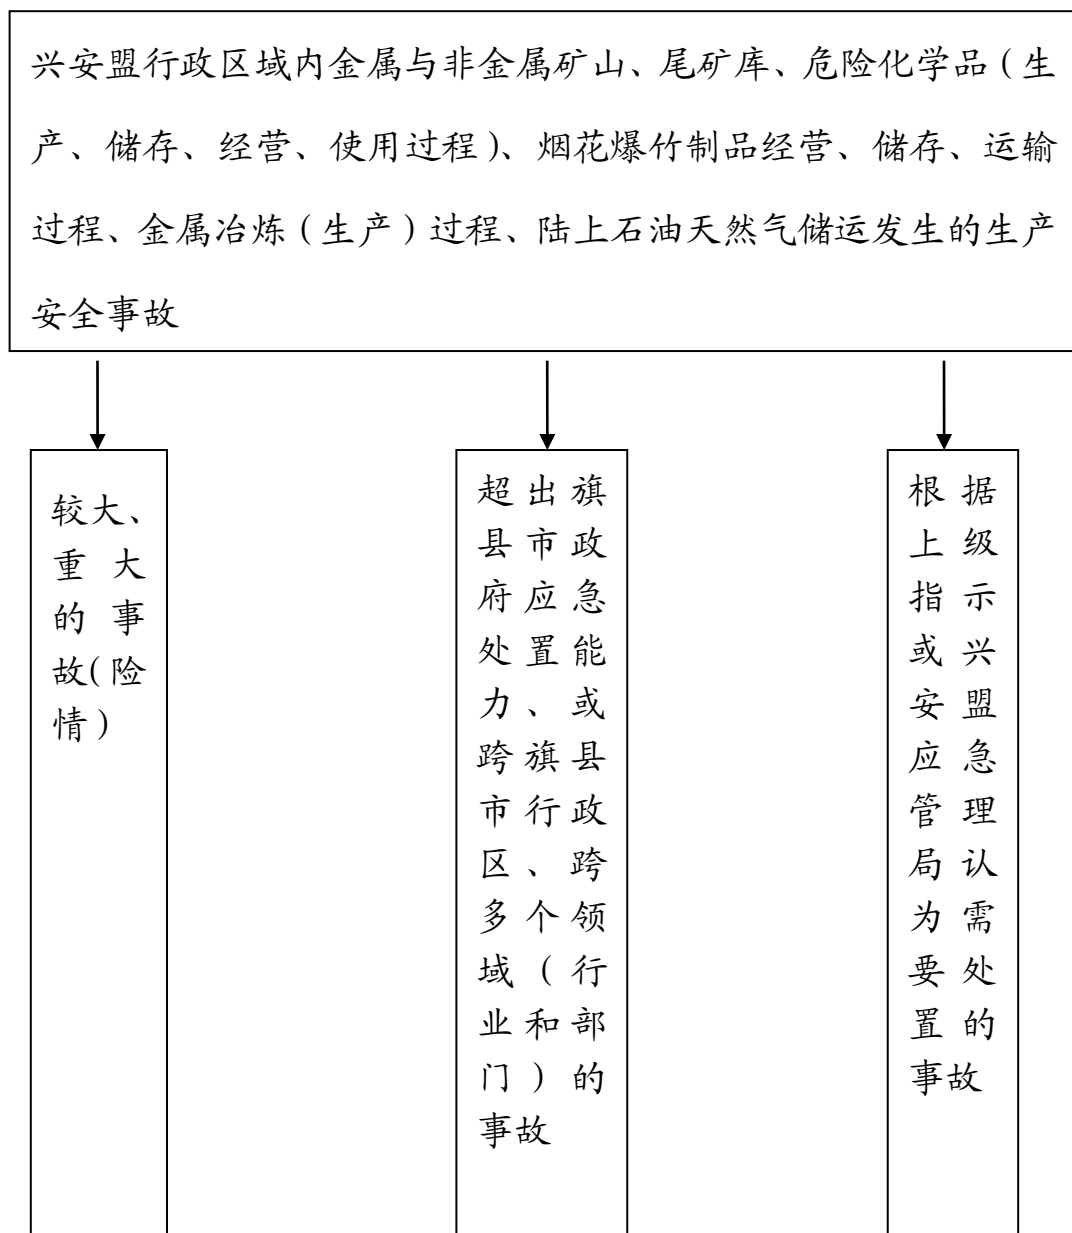 兴安盟行政区域内金属与非金属矿山、尾矿库、危险化学品（生
产、储存、经营、使用过程）、烟花爆竹制品经营、储存、运输
过程、金属冶炼（生产）过程、陆上石油天然气储运发生的生产
安全事故
较大、
重大
的事
故（险
情）
超出旗
县市政
府应急
处置能
力、或
跨旗县
市行政
区、跨
多个领
域（行
业和部
门）的
事故
根据
上级
指示
或兴
安盟
应急
管理
局认
为需
要处
置的
事故